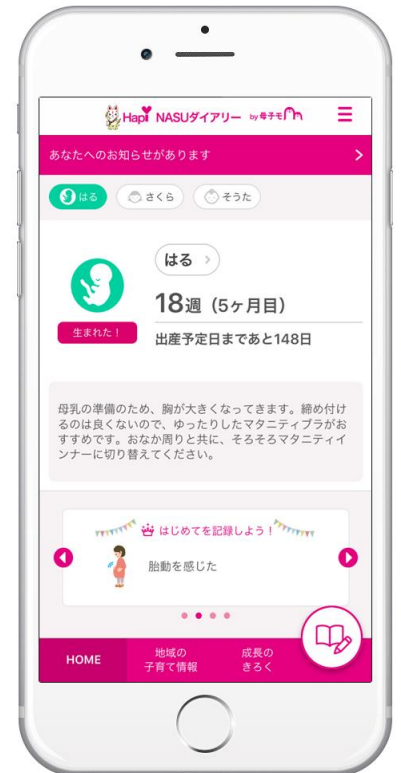 Hapi NASUダイアリー by母子モ
あなたへのお知らせがあります
はる
さくら
そうた
はる
18週（5ヶ月目）
生まれた！
出産予定日まであと148日
母乳の準備のため、胸が大きくなってきます。締め付け
るのは良くないので、ゆったりしたマタニティブラがお
すすめです。おなか周りと共に、そろそろマタニティイ
ンナーに切り替えてください。
はじめてを記録しよう！
胎動を感じた
HOME
地域の
子育て情報
成長の
きろく